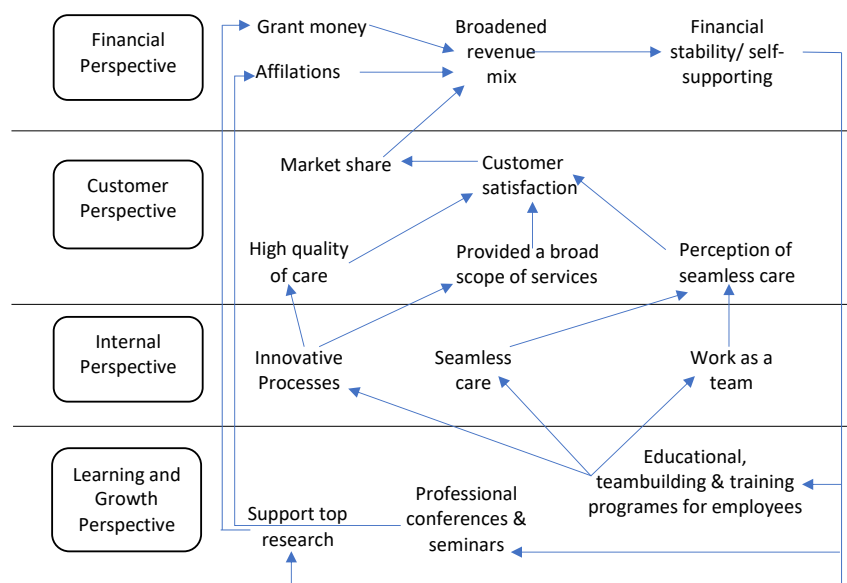 Financial
Perspective
Grant money
Affilations
Broadened
revenue
mix
Financial
stability/ self-
supporting
Customer
Perspective
Market share
Customer
satisfaction
High quality
of care
Provided a broad
scope of services
Perception of
seamless care
Internal
Perspective
Innovative
Processes
Seamless
care
Work as a
team
Learning and
Growth
Perspective
Support top
research
Professional
conferences &
seminars
Educational,
teambuilding & training
programes for employees